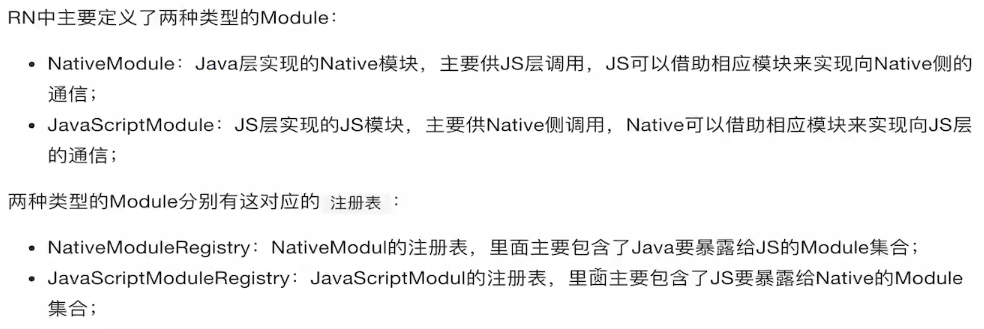 RN中主要定义了两种类型的Module：
• NativeModule：Java层实现的Native模块，主要供JS层调用，JS可以借助相应模块来实现向Native侧的
通信；
• JavaScriptModule：JS层实现的JS模块，主要供Native侧调用，Native可以借助相应模块来实现向JS层
的通信；
两种类型的Module分别有这对应的 注册表 ：
• NativeModuleRegistry：NativeModul的注册表，里面主要包含了Java要暴露给JS的Module集合；
• JavaScriptModuleRegistry：JavaScriptModul的注册表，里面主要包含了JS要暴露给Native的Module
集合；